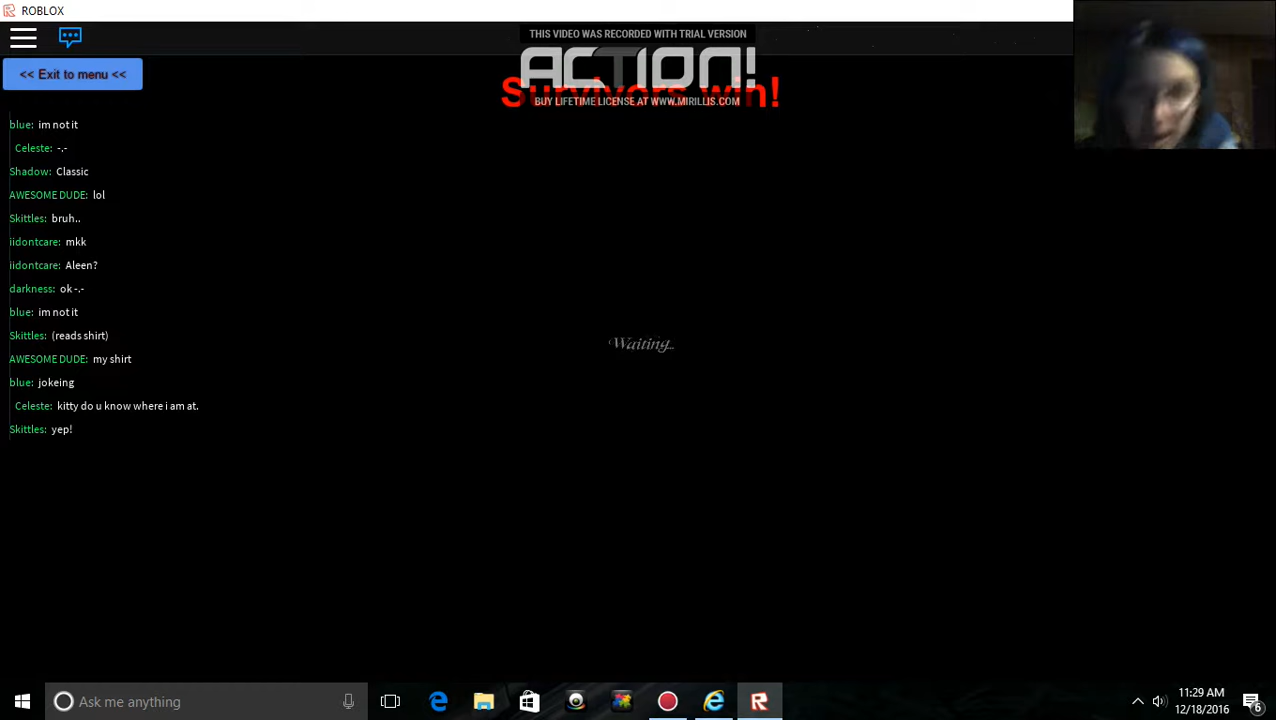 ROBLOX
THIS VIDEO WAS RECORDED WITH TRIAL VERSION
ACTION!
BUY LIFETIME LICENSE AT WWW.MIRILLIS.COM
Survivors win!
<< Exit to menu <<
blue: im not it
Celeste: -.-
Shadow: Classic
AWESOME DUDE: lol
Skittles: bruh..
iidontcare: mkk
iidontcare: Aleen?
darkness: ok -.-
blue: im not it
Skittles: (reads shirt)
AWESOME DUDE: my shirt
blue: jokeing
Celeste: kitty do u know where i am at.
Skittles: yep!
Waiting...
Ask me anything
11:29 AM
12/18/2016
6